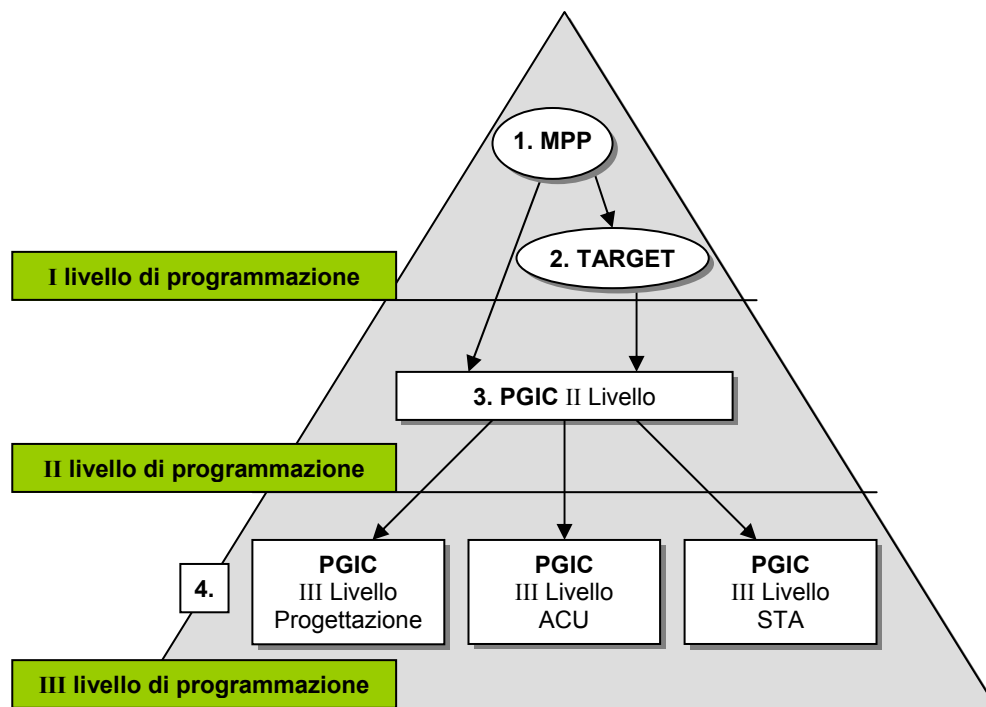 1. MPP
2. TARGET
I livello di programmazione
3. PGIC II Livello
II livello di programmazione
4.
PGIC
III Livello
Progettazione
PGIC
III Livello
ACU
PGIC
III Livello
STA
III livello di programmazione